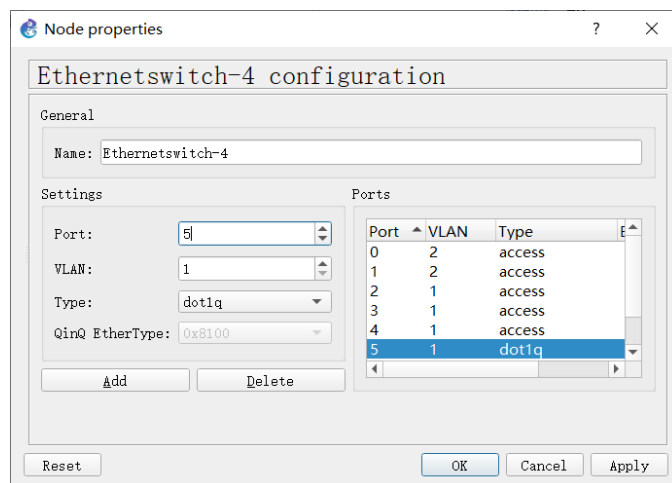 Node properties
Ethernetswitch-4 configuration
General
Name: Ethernetswitch-4
Settings
Port: 5
VLAN: 1
Type: dot1q
QinQ EtherType: 0x8100
Add Delete
Ports
Port VLAN Type
0 2 access
1 2 access
2 1 access
3 1 access
4 1 access
5 1 dot1q
Reset OK Cancel Apply